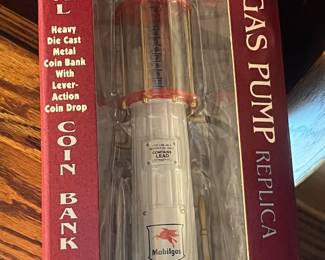 L
Heavy
Die Cast
Metal
Coin Bank
With
Lever-
Action
Coin Drop
COIN BANK
GAS PUMP REPLICA
CONTAINS
LEAD
Mobilgas